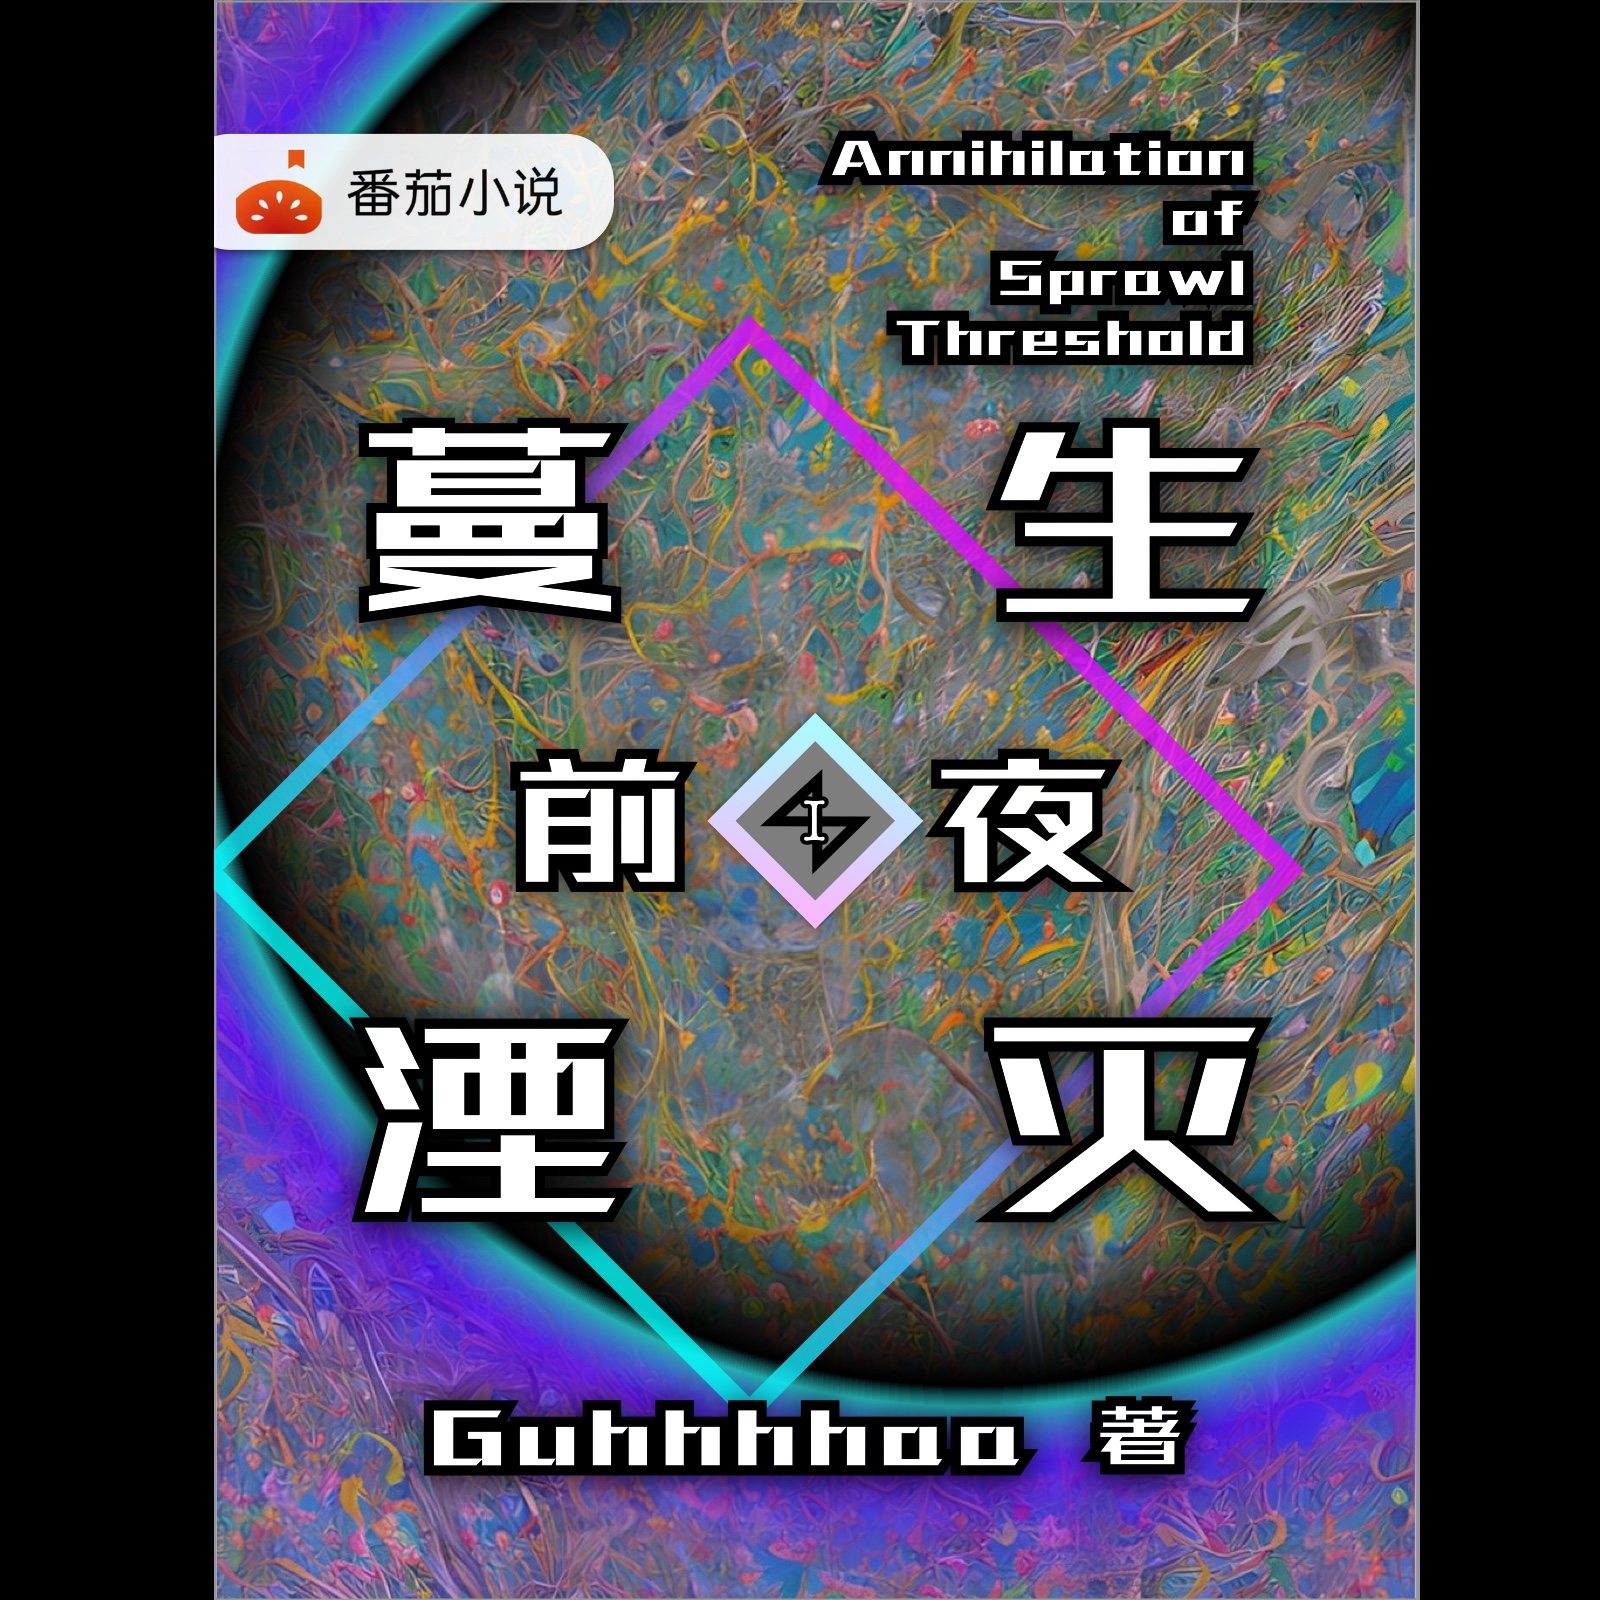 番茄小说
Annihilation
of
Sprawl
Threshold
蔓生
前夜
湮灭
Guhhhhaa 著